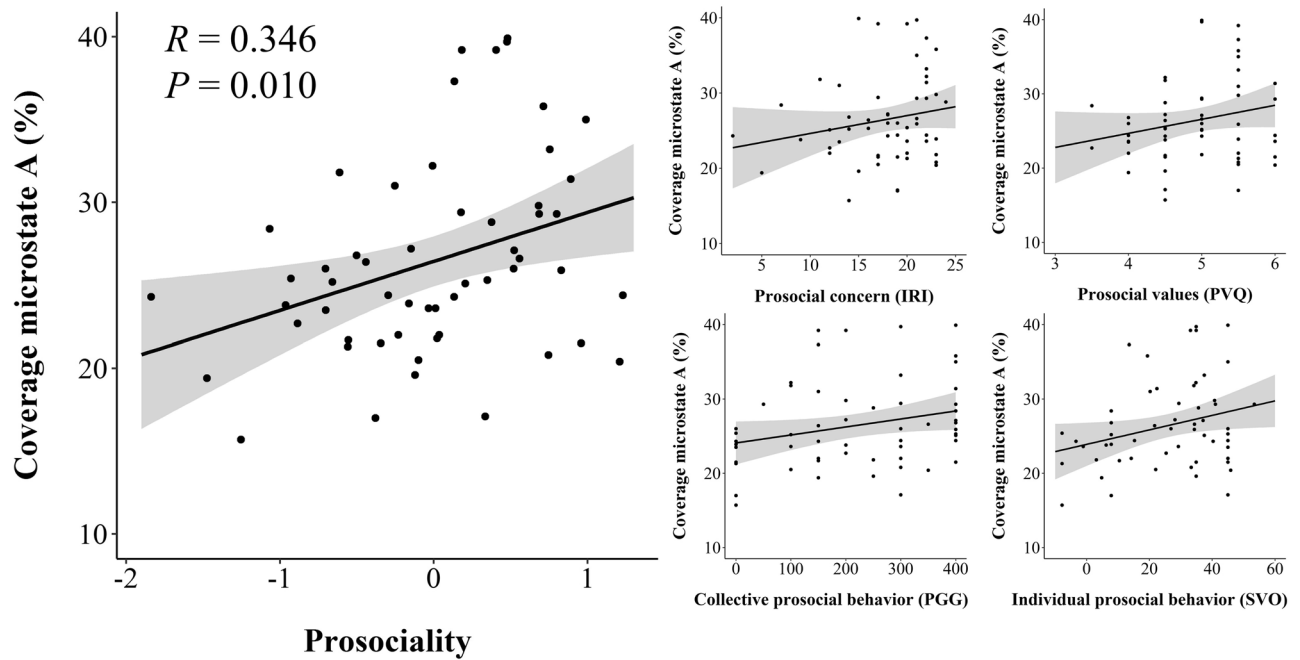 R = 0.346
P = 0.010
Coverage microstate A (%)
40
30
20
10
-2 -1 0 1
Prosociality
Coverage microstate A (%)
40
30
20
10
5 10 15 20 25
Prosocial concern (IRI)
Coverage microstate A (%)
40
30
20
10
3 4 5 6
Prosocial values (PVQ)
Coverage microstate A (%)
40
30
20
10
0 100 200 300 400
Collective prosocial behavior (PGG)
Coverage microstate A (%)
40
30
20
10
0 20 40 60
Individual prosocial behavior (SVO)